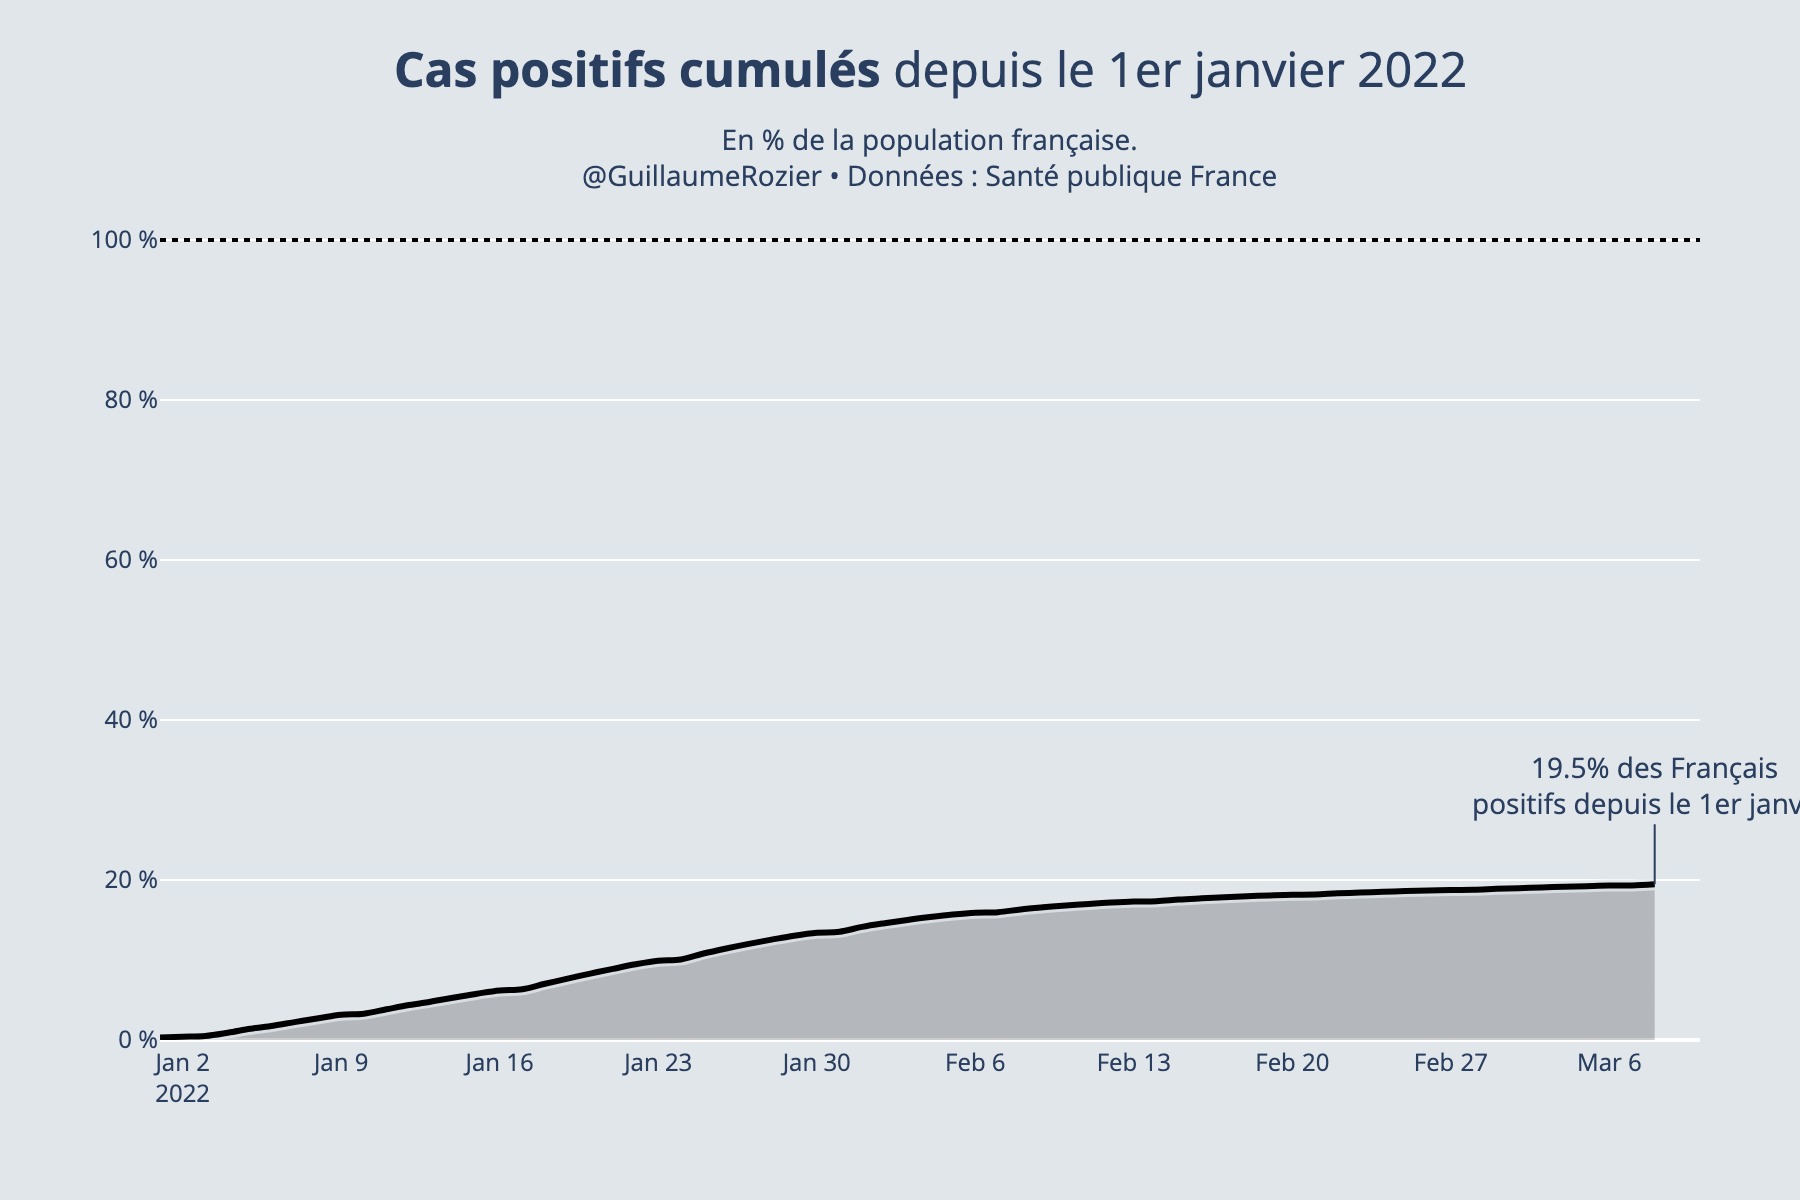 Cas positifs cumulés depuis le 1er janvier 2022
En % de la population française.
@GuillaumeRozier • Données : Santé publique France
100 %
80 %
60 %
40 %
19.5% des Français
positifs depuis le 1er janv
20 %
0 %
Jan 2 Jan 9 Jan 16 Jan 23 Jan 30 Feb 6 Feb 13 Feb 20 Feb 27 Mar 6
2022